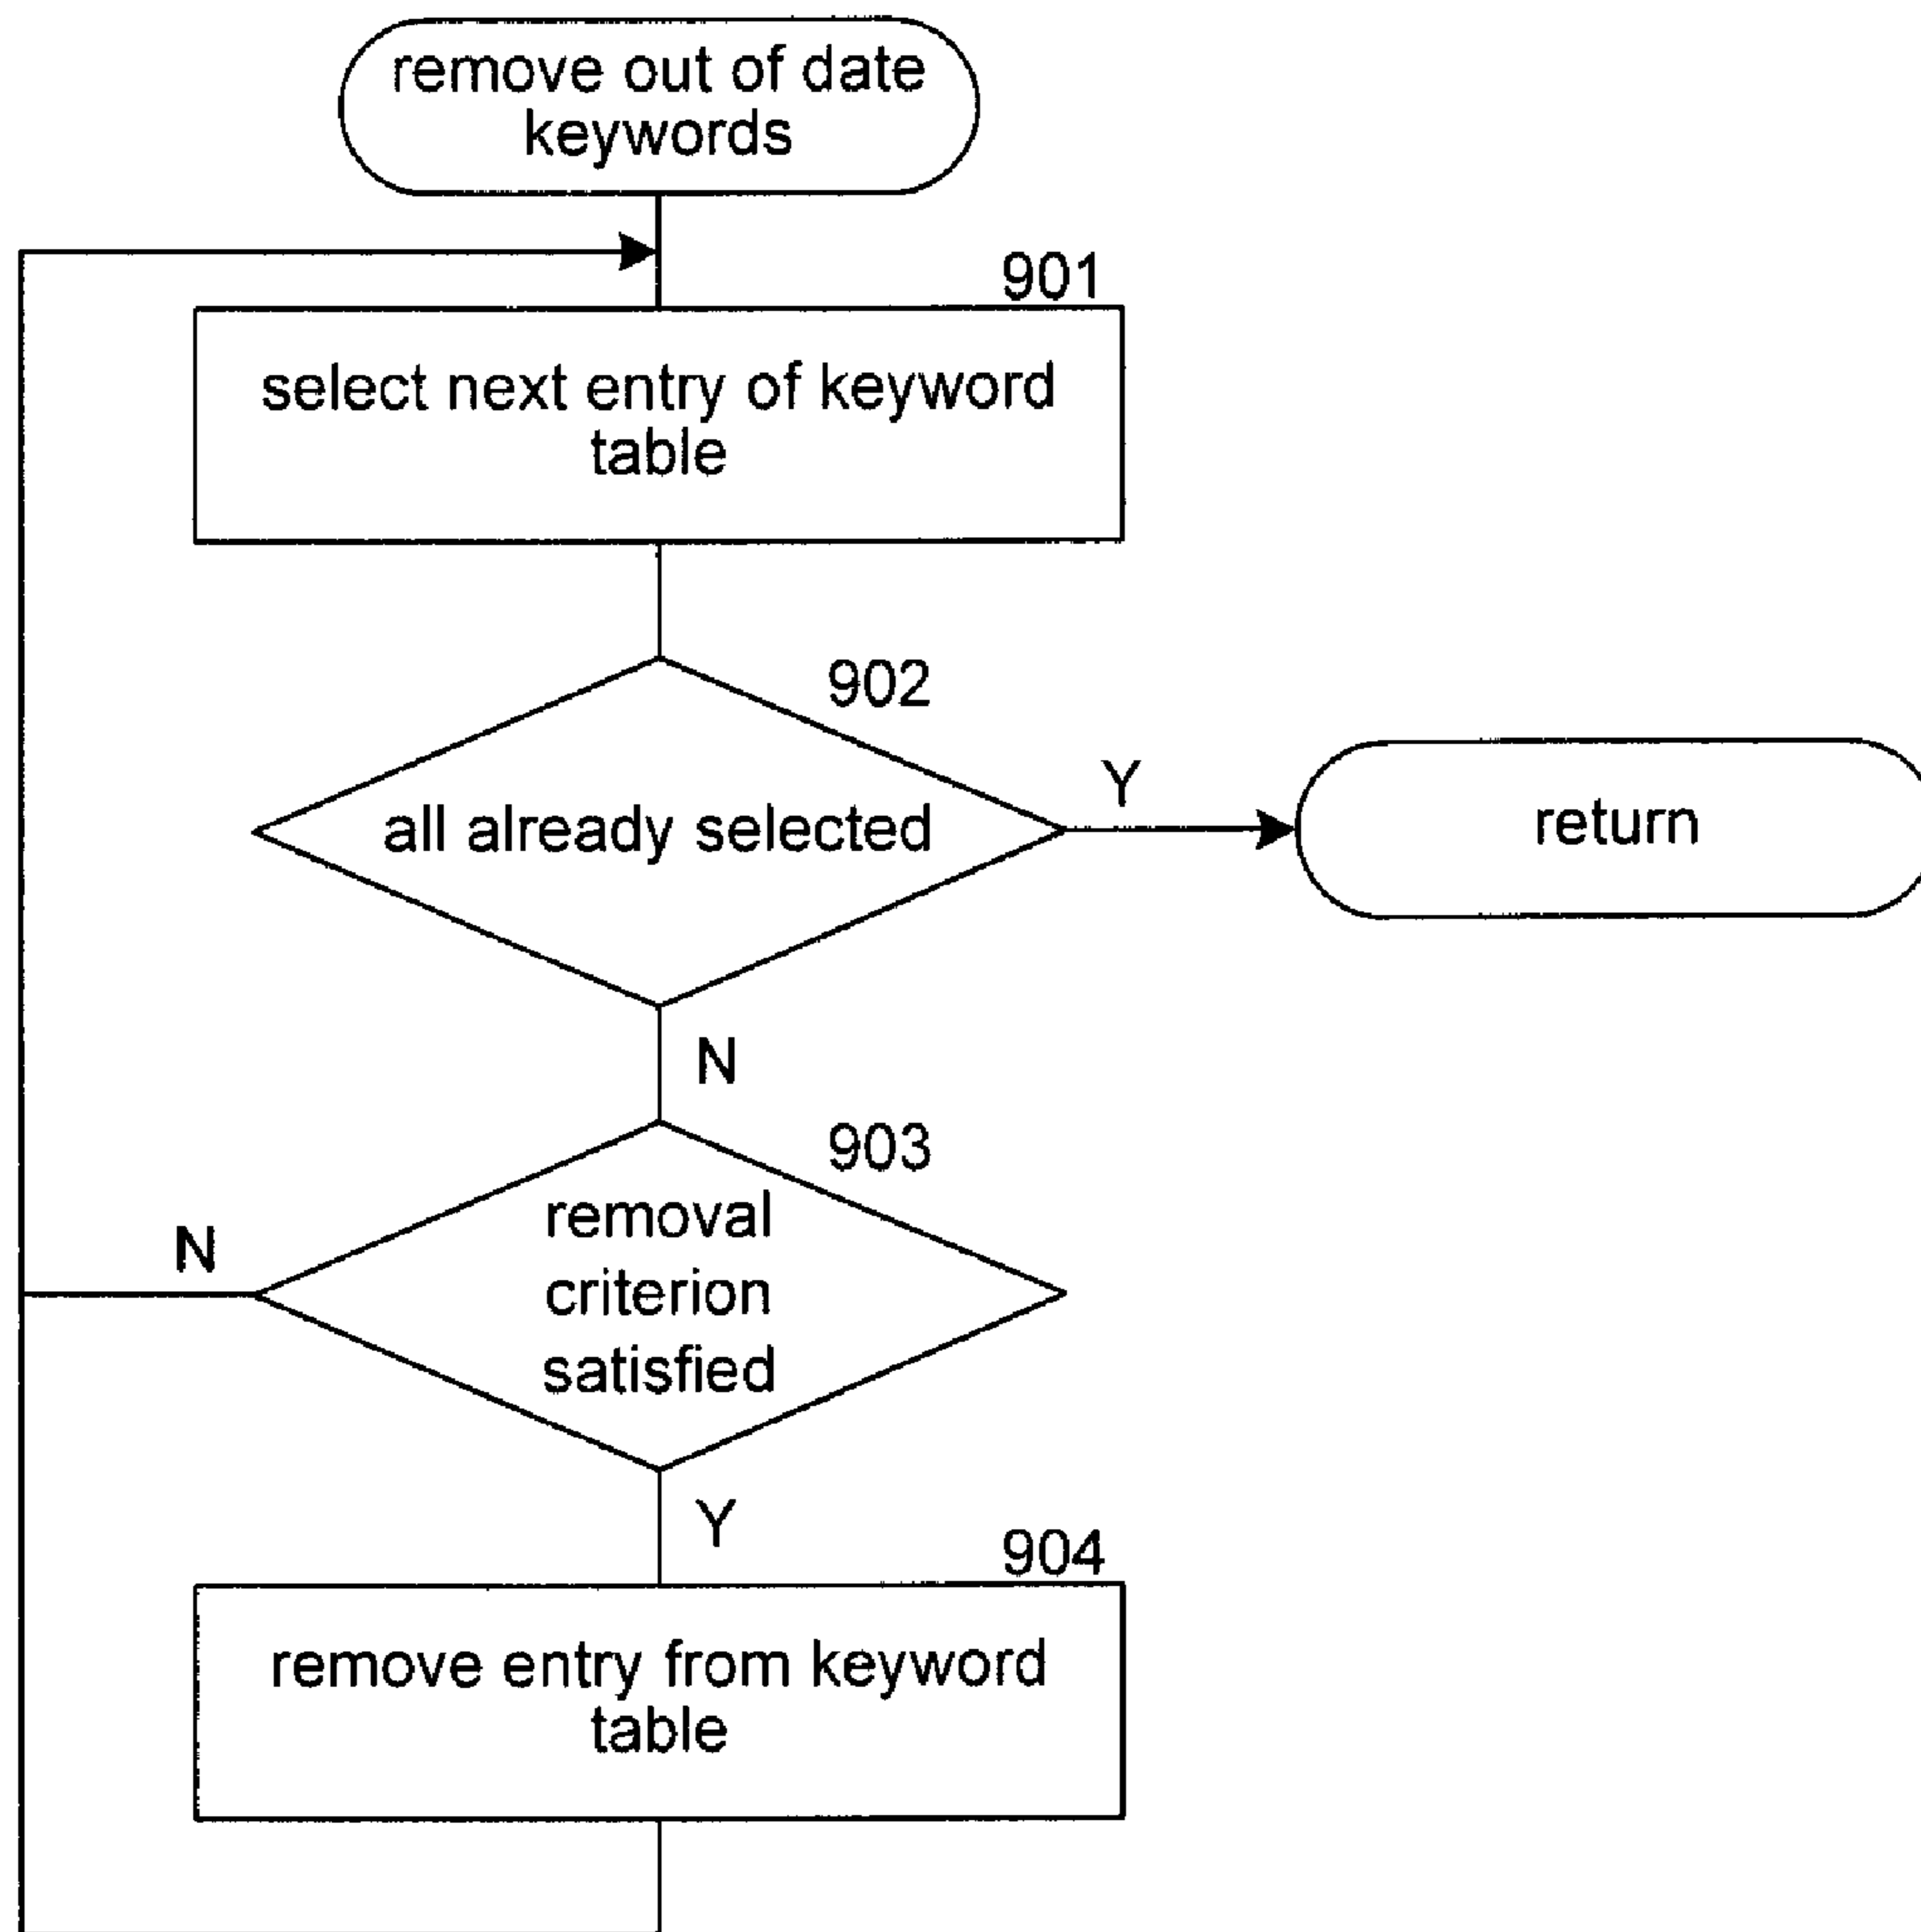 remove out of date
keywords
901
select next entry of keyword
table
902
all already selected
Y
return
N
903
removal
criterion
satisfied
N
Y
904
remove entry from keyword
table